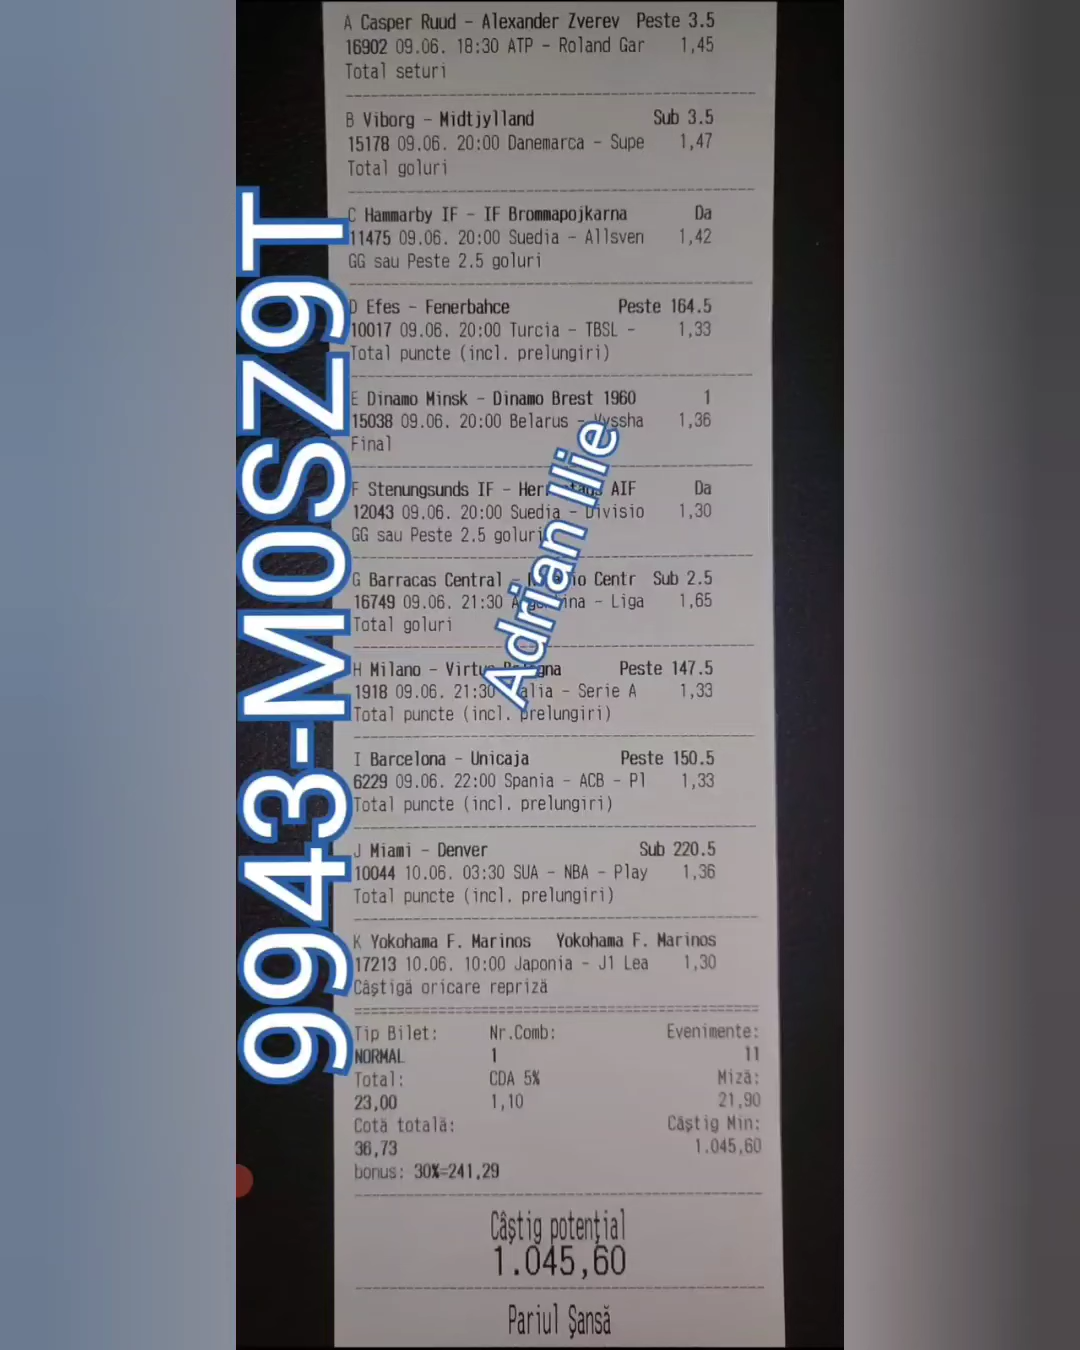 A Casper Ruud - Alexander Zverev Peste 3.5
16902 09.06. 18:30 ATP - Roland Gar 1,45
Total seturi
B Viborg - Midtjylland Sub 3.5
15178 09.06. 20:00 Danemarca - Supe 1,47
Total goluri
C Hammarby IF - IF Brommapojkarna Da
11475 09.06. 20:00 Suedia - Allsven 1,42
GG sau Peste 2.5 goluri
D Efes - Fenerbahce Peste 164.5
10017 09.06. 20:00 Turcia - TBSL - 1,33
Total puncte (incl. prelungiri)
E Dinamo Minsk - Dinamo Brest 1960 1
15038 09.06. 20:00 Belarus - Vyssha 1,36
Final
F Stenungsunds IF - AIF Da
12043 09.06. 20:00 Suedia - Divisio 1,30
GG sau Peste 2.5 goluri
G Barracas Central - Centr Sub 2.5
16749 09.06. 21:30 - Liga 1,65
Total goluri
H Milano - Virtus Bologna Peste 147.5
1918 09.06. 21:30 Italia - Serie A 1,33
Total puncte (incl. prelungiri)
I Barcelona - Unicaja Peste 150.5
6229 09.06. 22:00 Spania - ACB - Pl 1,33
Total puncte (incl. prelungiri)
J Miami - Denver Sub 220.5
10044 10.06. 03:30 SUA - NBA - Play 1,36
Total puncte (incl. prelungiri)
K Yokohama F. Marinos Yokohama F. Marinos
17213 10.06. 10:00 Japonia - J1 Lea 1,30
Câştigă oricare repriză
Tip Bilet: Nr.Comb: Evenimente:
NORMAL 1 11
Total: CDA 5% Miză:
23,00 1,10 21,90
Cotă totală: Câştig Min:
36,73 1.045,60
bonus: 30%=241,29
Câştig potenţial
1.045,60
Pariul Şansă
9943-M0SZ9T
Adrian Ilie